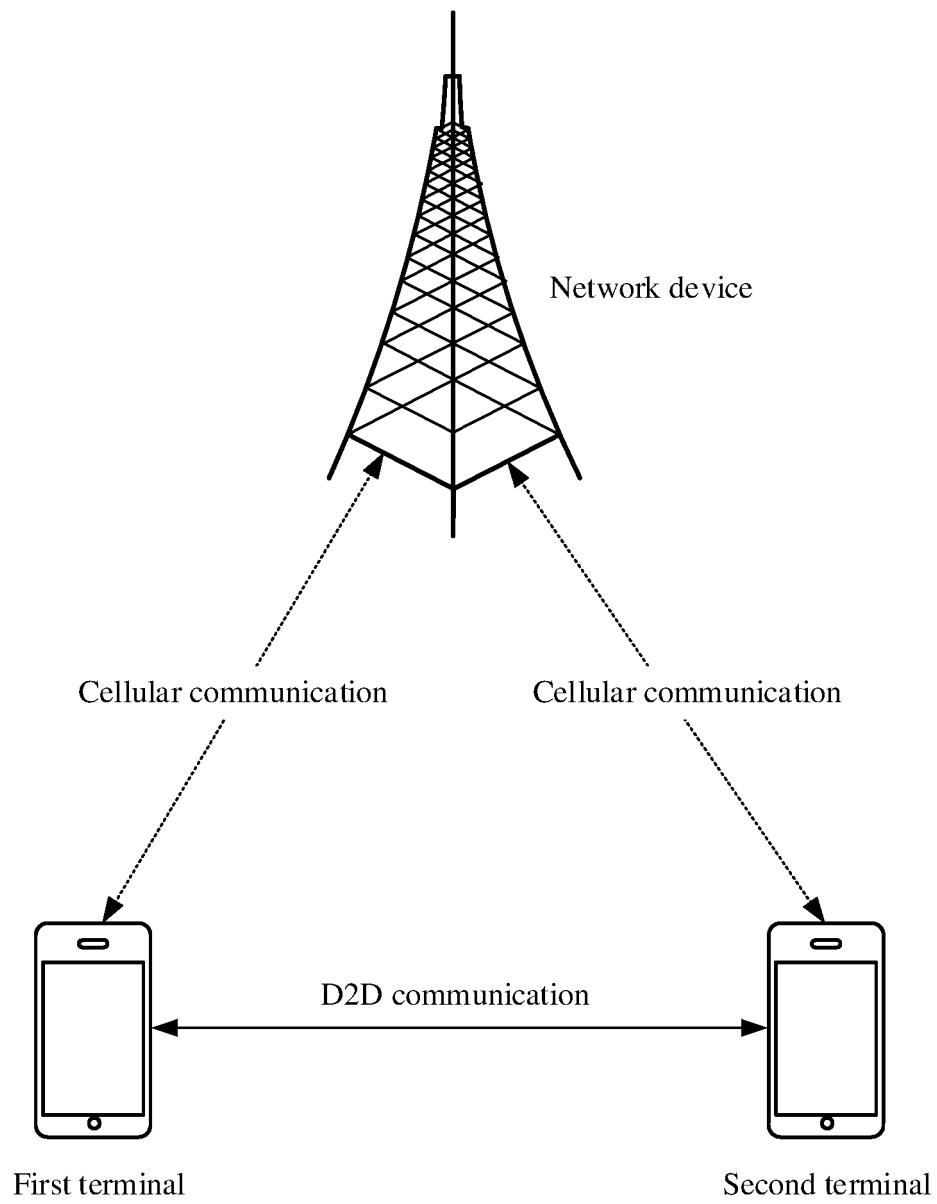 Network device
Cellular communication
Cellular communication
D2D communication
First terminal
Second terminal